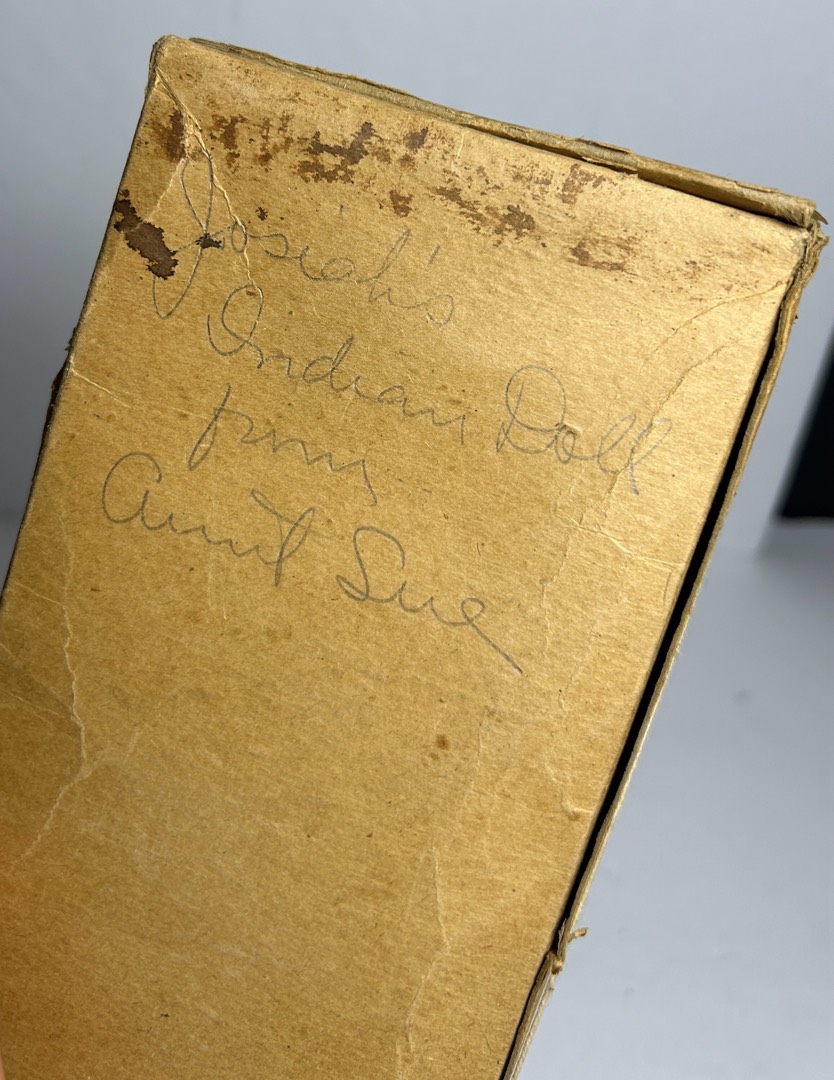 Josiah's
Indian Doll
from
Aunt Sue